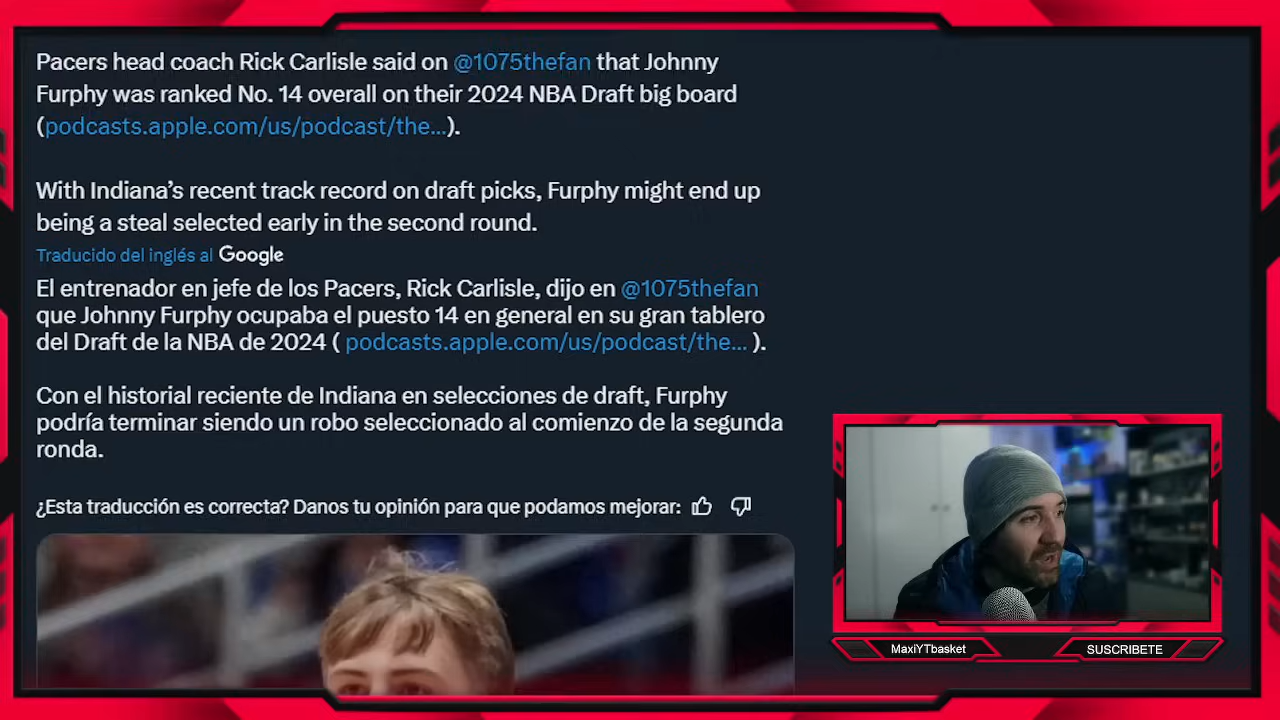 Pacers head coach Rick Carlisle said on @1075thefan that Johnny
Furphy was ranked No. 14 overall on their 2024 NBA Draft big board
(podcasts.apple.com/us/podcast/the...).
With Indiana’s recent track record on draft picks, Furphy might end up
being a steal selected early in the second round.
Traducido del inglés al Google
El entrenador en jefe de los Pacers, Rick Carlisle, dijo en @1075thefan
que Johnny Furphy ocupaba el puesto 14 en general en su gran tablero
del Draft de la NBA de 2024 ( podcasts.apple.com/us/podcast/the... ).
Con el historial reciente de Indiana en selecciones de draft, Furphy
podría terminar siendo un robo seleccionado al comienzo de la segunda
ronda.
¿Esta traducción es correcta? Danos tu opinión para que podamos mejorar:
MaxiYTbasket
SUSCRIBETE